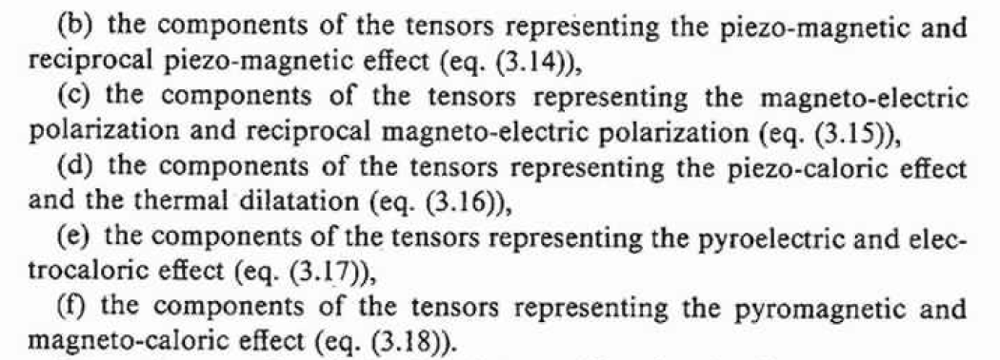 (b) the components of the tensors representing the piezo-magnetic and
reciprocal piezo-magnetic effect (eq. (3.14)),
(c) the components of the tensors representing the magneto-electric
polarization and reciprocal magneto-electric polarization (eq. (3.15)),
(d) the components of the tensors representing the piezo-caloric effect
and the thermal dilatation (eq. (3.16)),
(e) the components of the tensors representing the pyroelectric and elec-
trocaloric effect (eq. (3.17)),
(f) the components of the tensors representing the pyromagnetic and
magneto-caloric effect (eq. (3.18)).